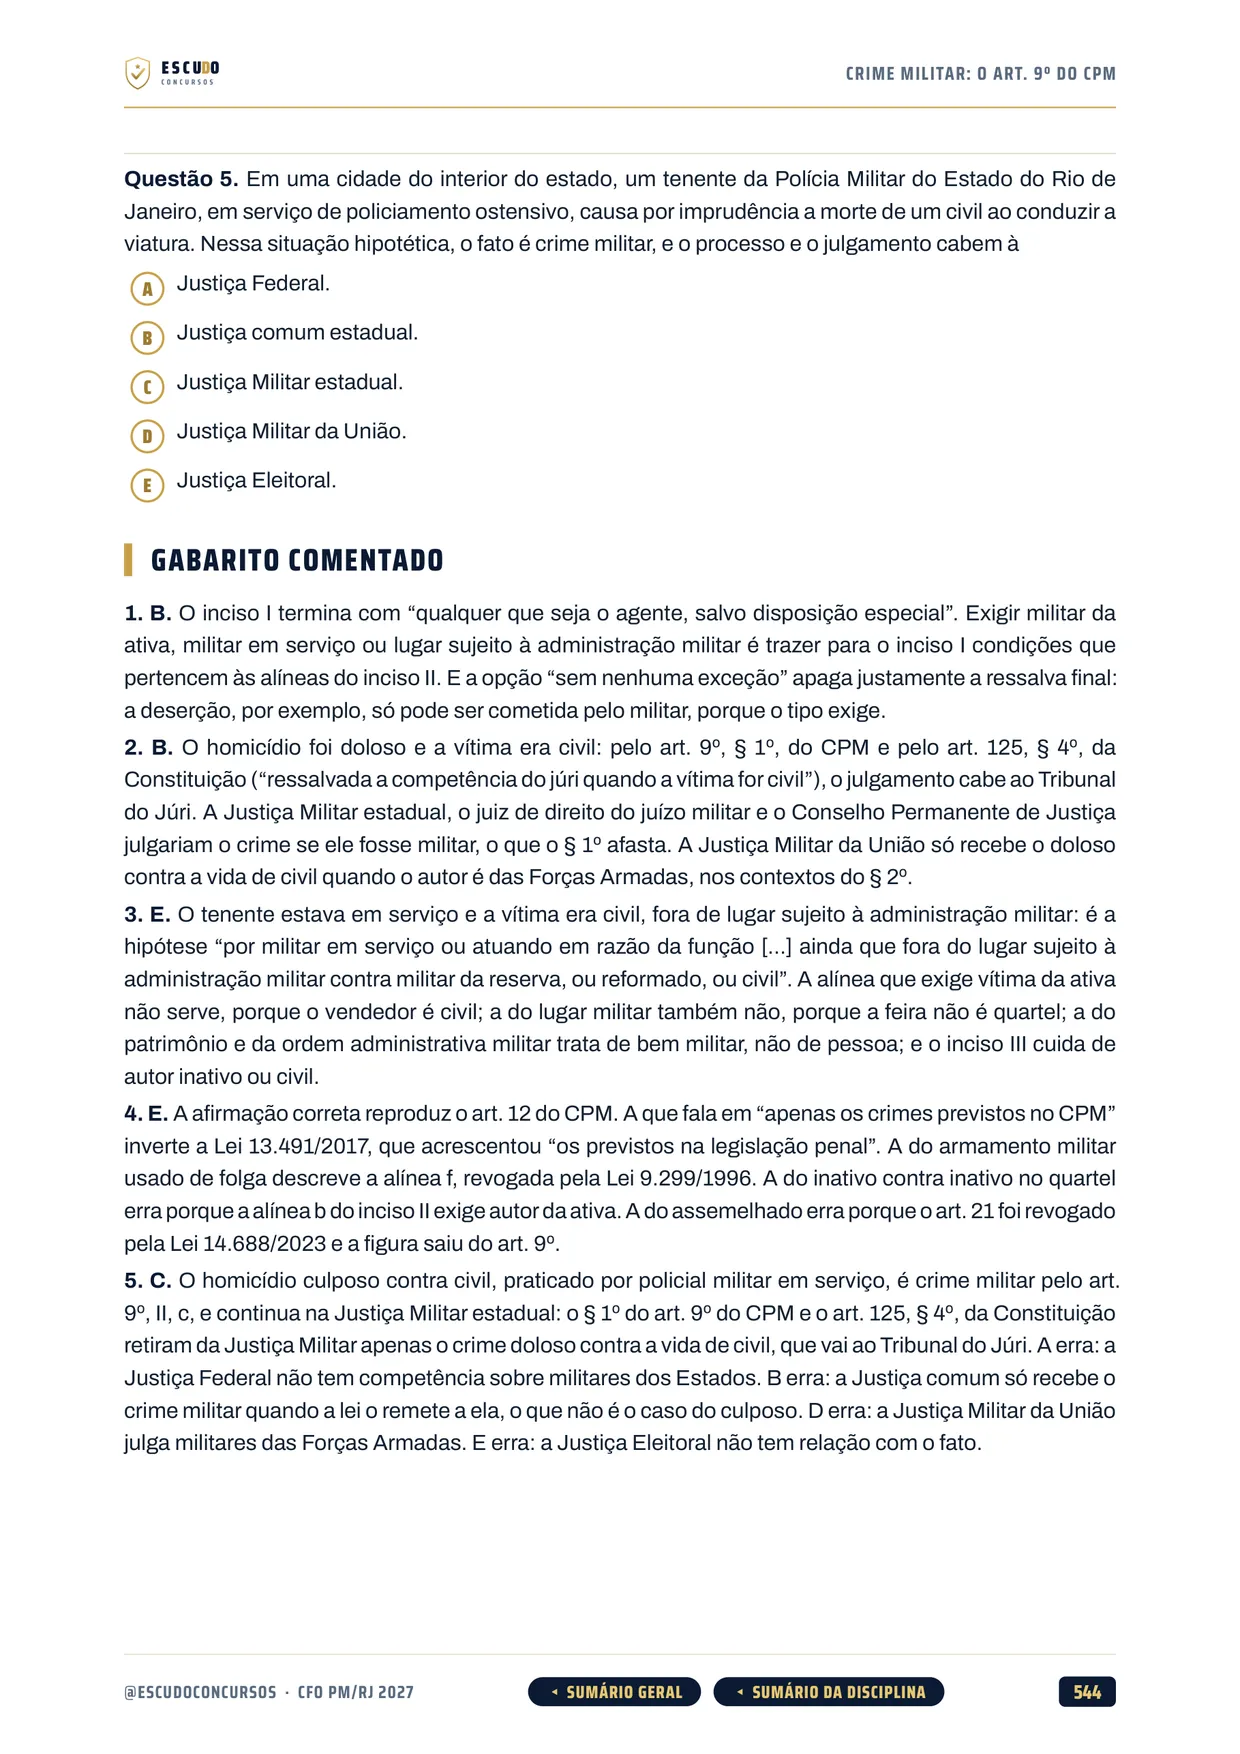 ESCUDO
CONCURSOS
CRIME MILITAR: O ART. 9º DO CPM
Questão 5. Em uma cidade do interior do estado, um tenente da Polícia Militar do Estado do Rio de
Janeiro, em serviço de policiamento ostensivo, causa por imprudência a morte de um civil ao conduzir a
viatura. Nessa situação hipotética, o fato é crime militar, e o processo e o julgamento cabem à
A Justiça Federal.
B Justiça comum estadual.
C Justiça Militar estadual.
D Justiça Militar da União.
E Justiça Eleitoral.
GABARITO COMENTADO
1. B. O inciso I termina com “qualquer que seja o agente, salvo disposição especial”. Exigir militar da
ativa, militar em serviço ou lugar sujeito à administração militar é trazer para o inciso I condições que
pertencem às alíneas do inciso II. E a opção “sem nenhuma exceção” apaga justamente a ressalva final:
a deserção, por exemplo, só pode ser cometida pelo militar, porque o tipo exige.
2. B. O homicídio foi doloso e a vítima era civil: pelo art. 9º, § 1º, do CPM e pelo art. 125, § 4º, da
Constituição (“ressalvada a competência do júri quando a vítima for civil”), o julgamento cabe ao Tribunal
do Júri. A Justiça Militar estadual, o juiz de direito do juízo militar e o Conselho Permanente de Justiça
julgariam o crime se ele fosse militar, o que o § 1º afasta. A Justiça Militar da União só recebe o doloso
contra a vida de civil quando o autor é das Forças Armadas, nos contextos do § 2º.
3. E. O tenente estava em serviço e a vítima era civil, fora de lugar sujeito à administração militar: é a
hipótese “por militar em serviço ou atuando em razão da função [...] ainda que fora do lugar sujeito à
administração militar contra militar da reserva, ou reformado, ou civil”. A alínea que exige vítima da ativa
não serve, porque o vendedor é civil; a do lugar militar também não, porque a feira não é quartel; a do
patrimônio e da ordem administrativa militar trata de bem militar, não de pessoa; e o inciso III cuida de
autor inativo ou civil.
4. E. A afirmação correta reproduz o art. 12 do CPM. A que fala em “apenas os crimes previstos no CPM”
inverte a Lei 13.491/2017, que acrescentou “os previstos na legislação penal”. A do armamento militar
usado de folga descreve a alínea f, revogada pela Lei 9.299/1996. A do inativo contra inativo no quartel
erra porque a alínea b do inciso II exige autor da ativa. A do assemelhado erra porque o art. 21 foi revogado
pela Lei 14.688/2023 e a figura saiu do art. 9º.
5. C. O homicídio culposo contra civil, praticado por policial militar em serviço, é crime militar pelo art.
9º, II, c, e continua na Justiça Militar estadual: o § 1º do art. 9º do CPM e o art. 125, § 4º, da Constituição
retiram da Justiça Militar apenas o crime doloso contra a vida de civil, que vai ao Tribunal do Júri. A erra: a
Justiça Federal não tem competência sobre militares dos Estados. B erra: a Justiça comum só recebe o
crime militar quando a lei o remete a ela, o que não é o caso do culposo. D erra: a Justiça Militar da União
julga militares das Forças Armadas. E erra: a Justiça Eleitoral não tem relação com o fato.
@ESCUDOCONCURSOS · CFO PM/RJ 2027
SUMÁRIO GERAL
SUMÁRIO DA DISCIPLINA
544